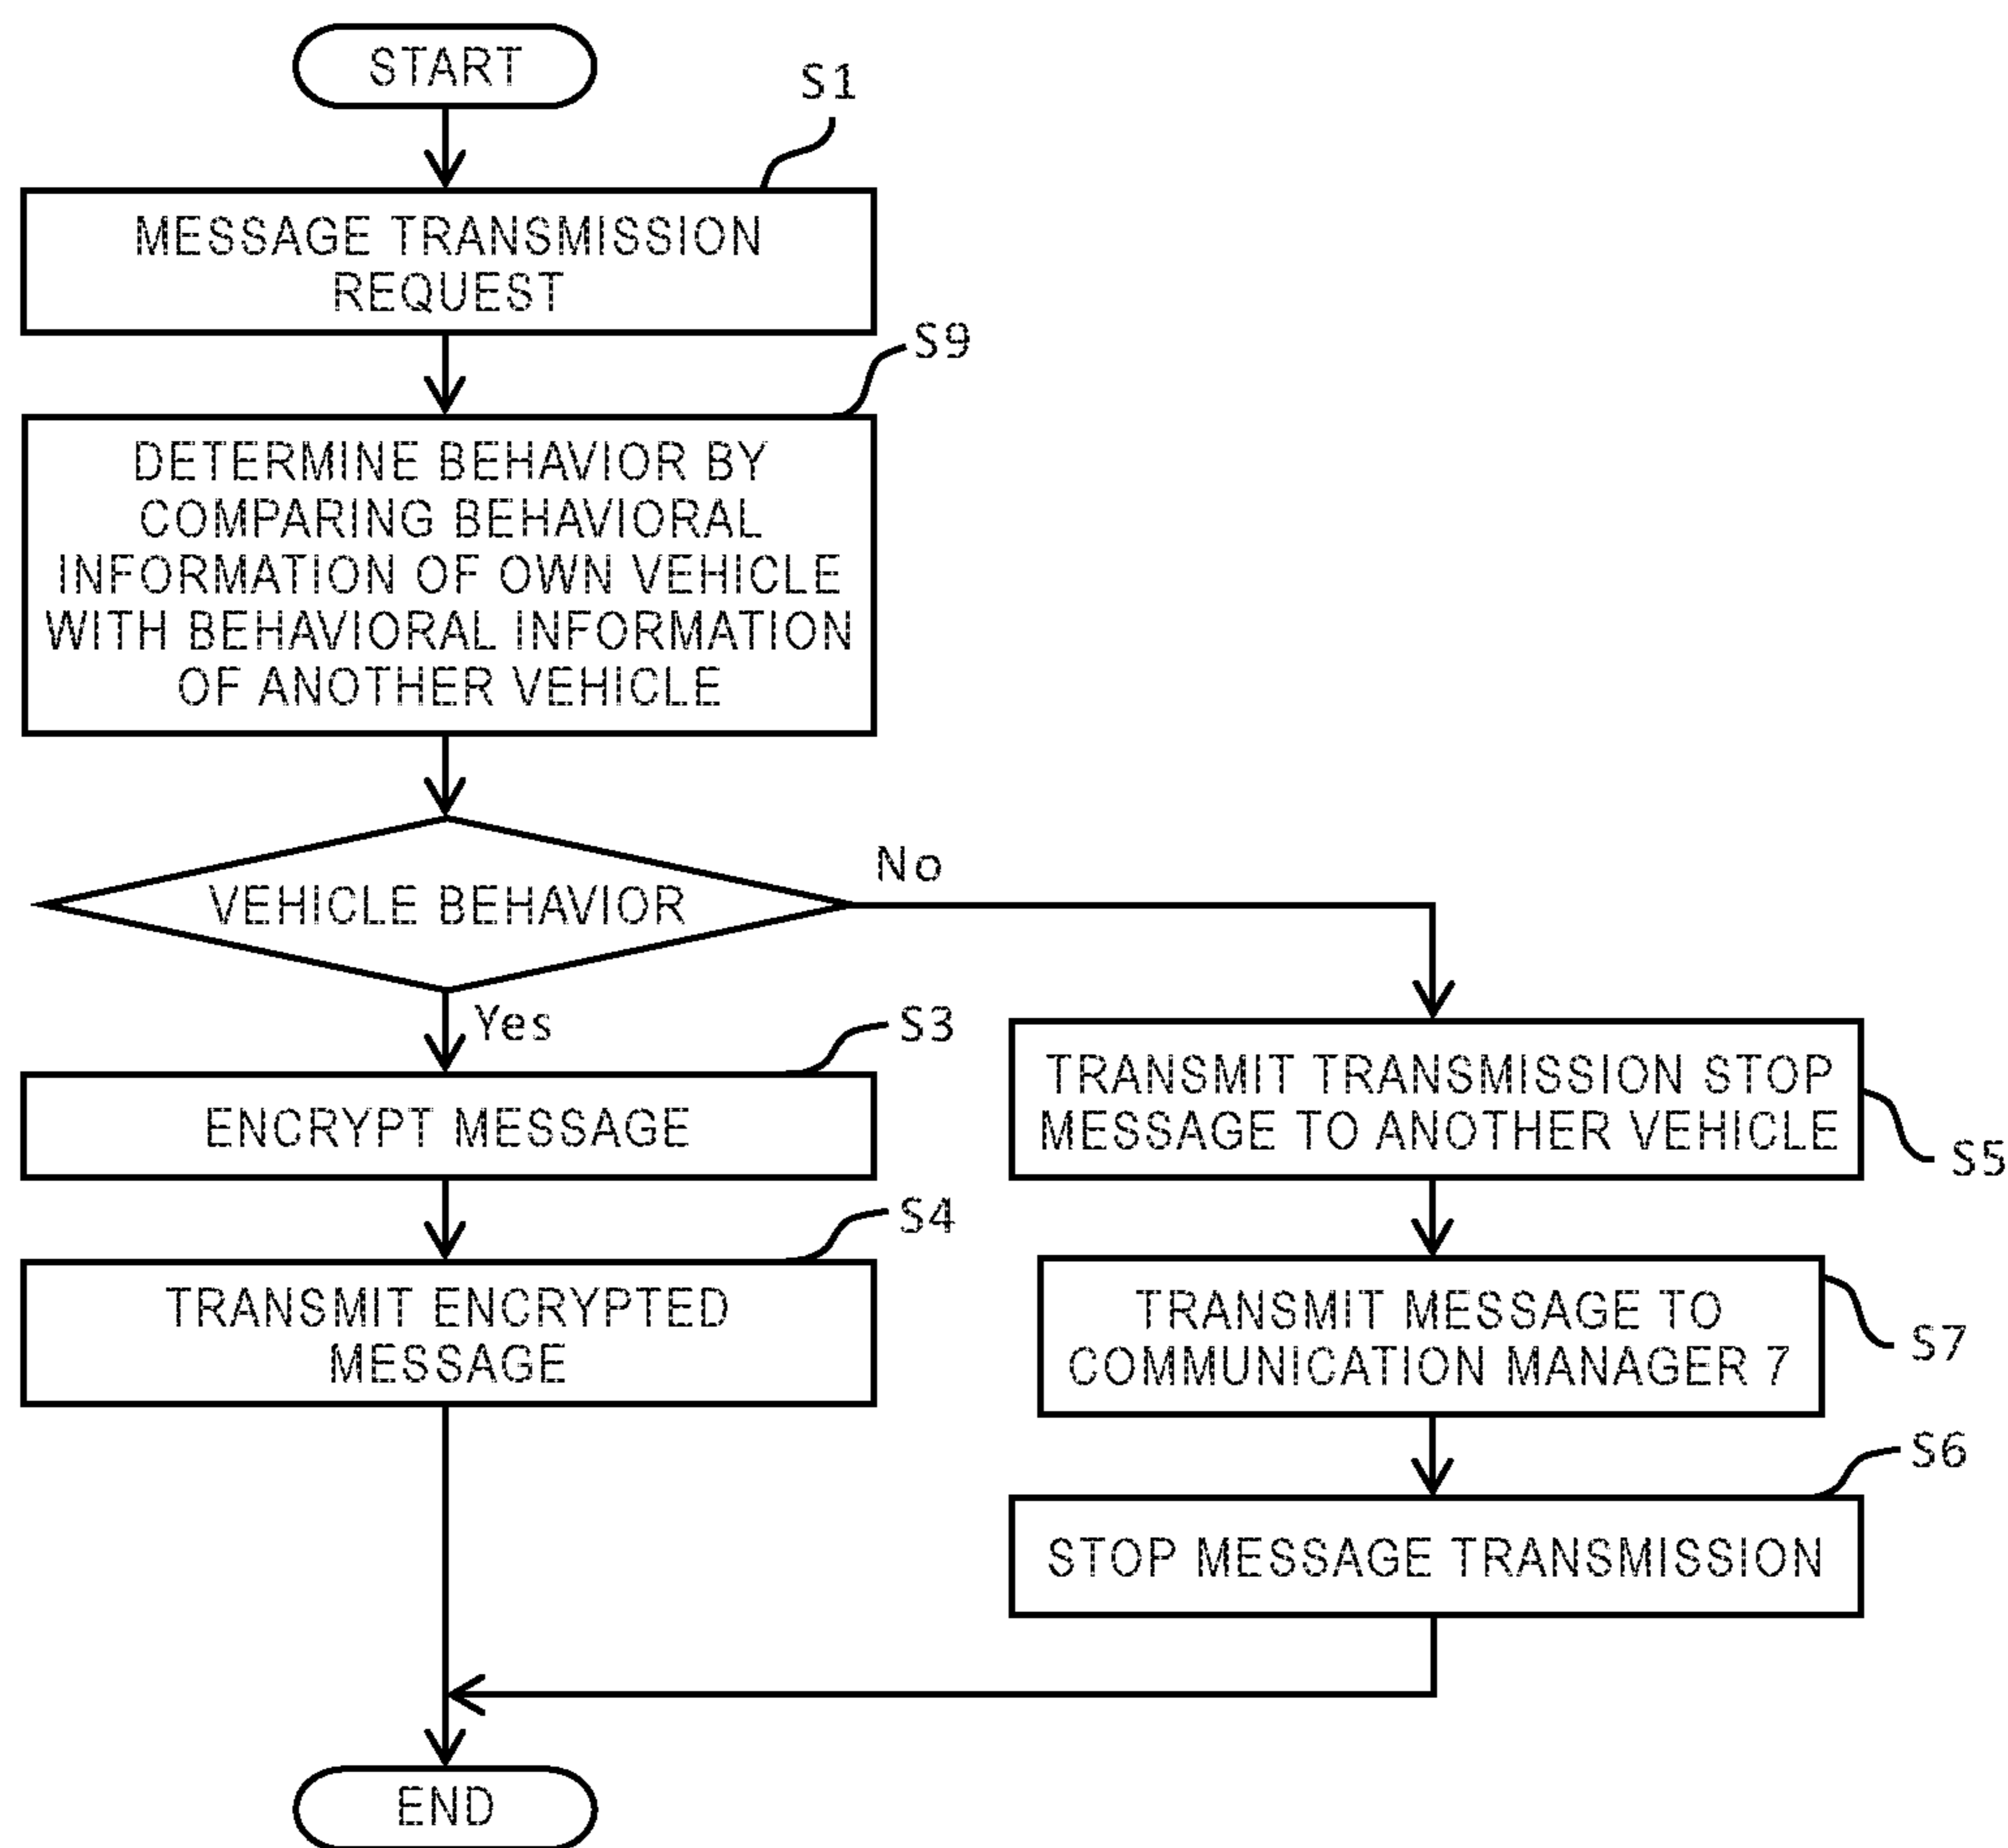 START
S1
MESSAGE TRANSMISSION
REQUEST
S9
DETERMINE BEHAVIOR BY
COMPARING BEHAVIORAL
INFORMATION OF OWN VEHICLE
WITH BEHAVIORAL INFORMATION
OF ANOTHER VEHICLE
VEHICLE BEHAVIOR
No
Yes
S3
ENCRYPT MESSAGE
S4
TRANSMIT ENCRYPTED
MESSAGE
TRANSMIT TRANSMISSION STOP
MESSAGE TO ANOTHER VEHICLE
S5
TRANSMIT MESSAGE TO
COMMUNICATION MANAGER 7
S7
S6
STOP MESSAGE TRANSMISSION
END